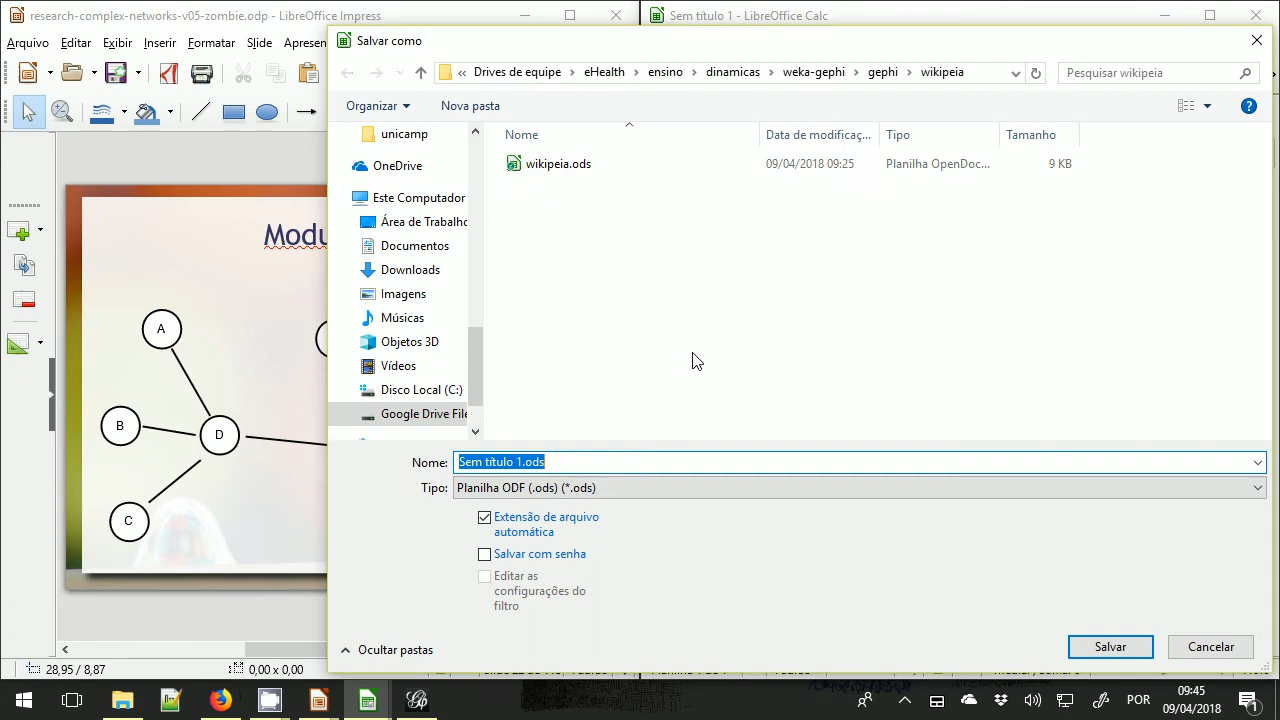 research-complex-networks-v05-zombie.odp - LibreOffice Impress
Sem título 1 - LibreOffice Calc
Arquivo Editar Exibir Inserir Formatar Slide Apresen
Salvar como
« Drives de equipe › eHealth › ensino › dinamicas › weka-gephi › gephi › wikipeia
Pesquisar wikipeia
Organizar
Nova pasta
unicamp
OneDrive
Este Computador
Área de Trabalho
Documentos
Downloads
Imagens
Músicas
Objetos 3D
Vídeos
Disco Local (C:)
Google Drive File
Nome Data de modificaç... Tipo Tamanho
wikipeia.ods 09/04/2018 09:25 Planilha OpenDoc... 9 KB
Modu
A
B
D
C
Nome: Sem título 1.ods
Tipo: Planilha ODF (.ods) (*.ods)
Extensão de arquivo
automática
Salvar com senha
Editar as
configurações do
filtro
Ocultar pastas
Salvar
Cancelar
28,95 / 8.87
0,00 x 0.00
POR
09:45
09/04/2018
1